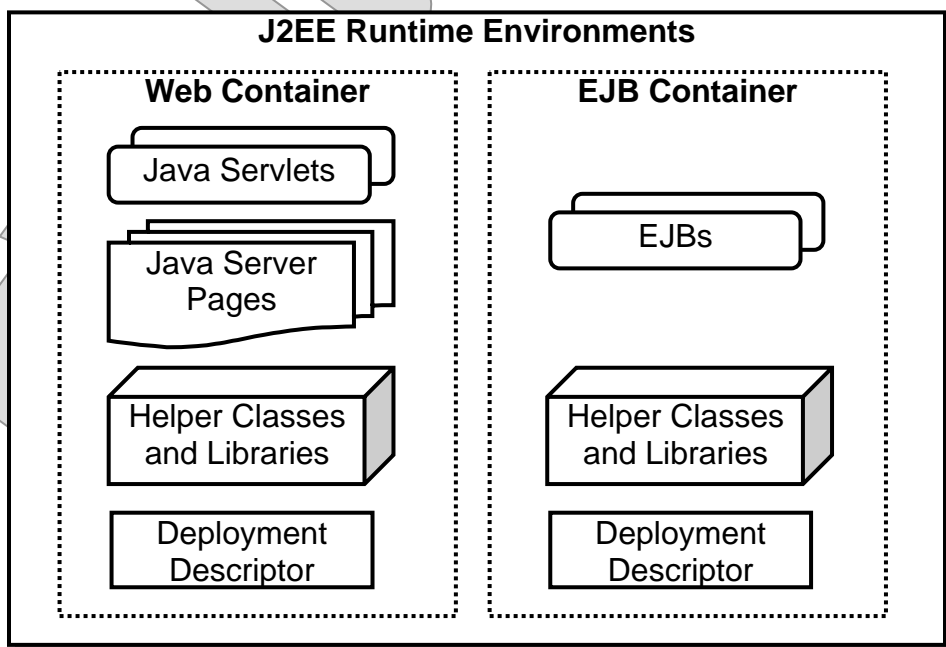 J2EE Runtime Environments
Web Container
Java Servlets
Java Server
Pages
Helper Classes
and Libraries
Deployment
Descriptor
EJB Container
EJBs
Helper Classes
and Libraries
Deployment
Descriptor